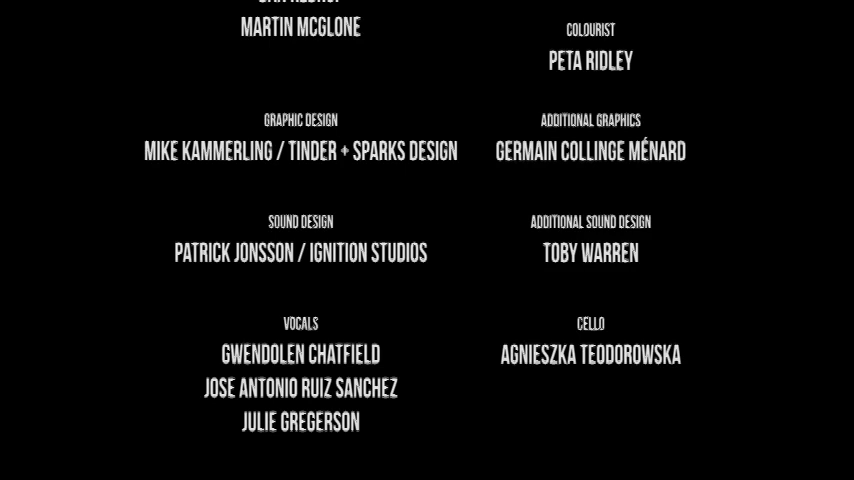 MARTIN MCGLONE
COLOURIST
PETA RIDLEY
GRAPHIC DESIGN
MIKE KAMMERLING / TINDER + SPARKS DESIGN
ADDITIONAL GRAPHICS
GERMAIN COLLINGE MÉNARD
SOUND DESIGN
PATRICK JONSSON / IGNITION STUDIOS
ADDITIONAL SOUND DESIGN
TOBY WARREN
VOCALS
GWENDOLEN CHATFIELD
JOSE ANTONIO RUIZ SANCHEZ
JULIE GREGERSON
CELLO
AGNIESZKA TEODOROWSKA